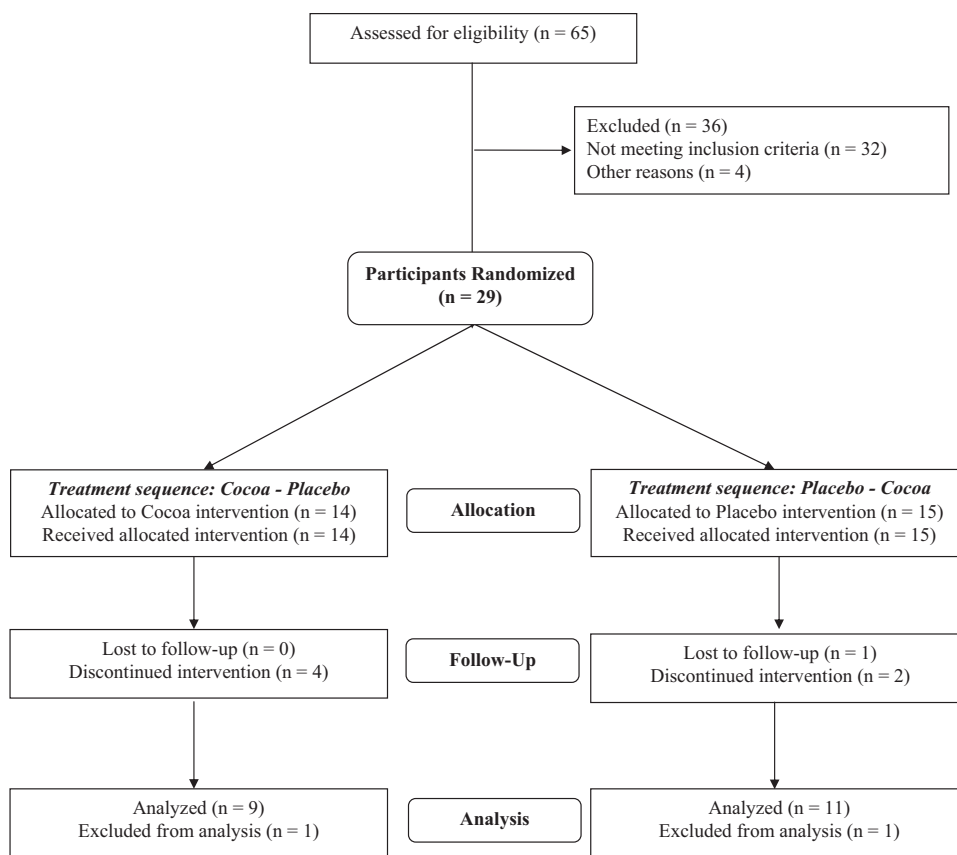 Assessed for eligibility (n = 65)
Excluded (n = 36)
Not meeting inclusion criteria (n = 32)
Other reasons (n = 4)
Participants Randomized
(n = 29)
Treatment sequence: Cocoa - Placebo
Allocated to Cocoa intervention (n = 14)
Received allocated intervention (n = 14)
Allocation
Treatment sequence: Placebo - Cocoa
Allocated to Placebo intervention (n = 15)
Received allocated intervention (n = 15)
Lost to follow-up (n = 0)
Discontinued intervention (n = 4)
Follow-Up
Lost to follow-up (n = 1)
Discontinued intervention (n = 2)
Analyzed (n = 9)
Excluded from analysis (n = 1)
Analysis
Analyzed (n = 11)
Excluded from analysis (n = 1)